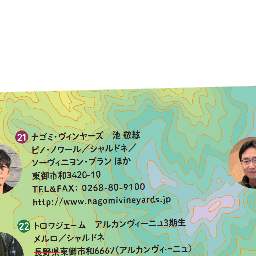 21 ナゴミ・ヴィンヤーズ 池 敬絃
ピノ・ノワール／シャルドネ／
ソーヴィニヨン・ブラン ほか
東御市和3420-10
TEL&FAX: 0268-80-9100
http://www.nagomivineyards.jp
22 トロワジェーム アルカンヴィーニュ3期生
メルロ／シャルドネ
長野県東御市和6667(アルカンヴィーニュ)